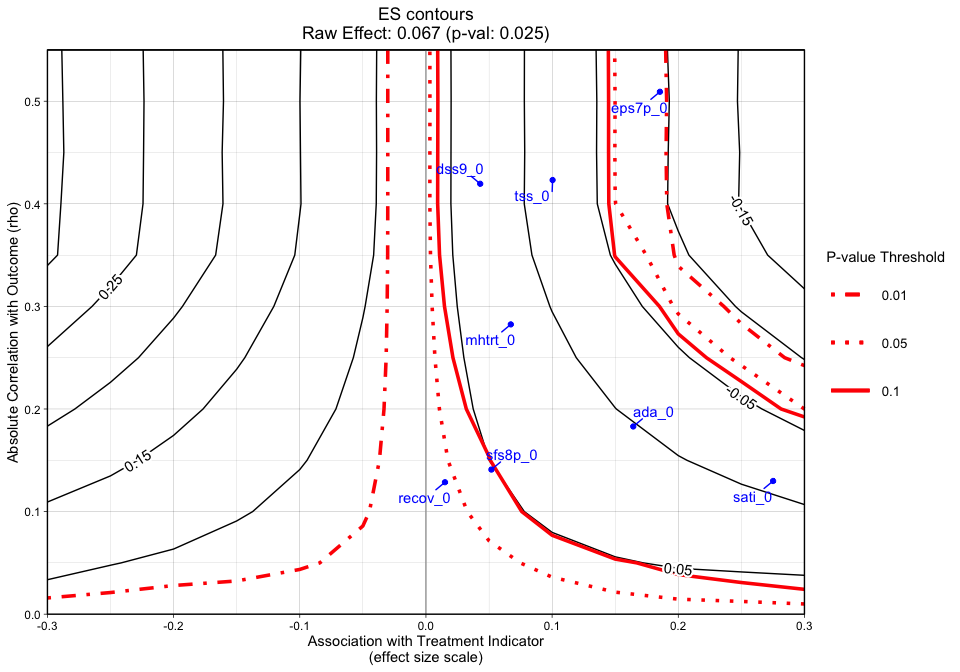 ES contours
Raw Effect: 0.067 (p-val: 0.025)
Absolute Correlation with Outcome (rho)
0.5
0.4
0.3
0.2
0.1
0.0
eps7p_0
dss9_0
tss_0
-0.15
0.25
mhtrt_0
-0.05
ada_0
0.15
sfs8p_0
recov_0
sati_0
0.05
-0.3
-0.2
-0.1
0.0
0.1
0.2
0.3
Association with Treatment Indicator
(effect size scale)
P-value Threshold
0.01
0.05
0.1